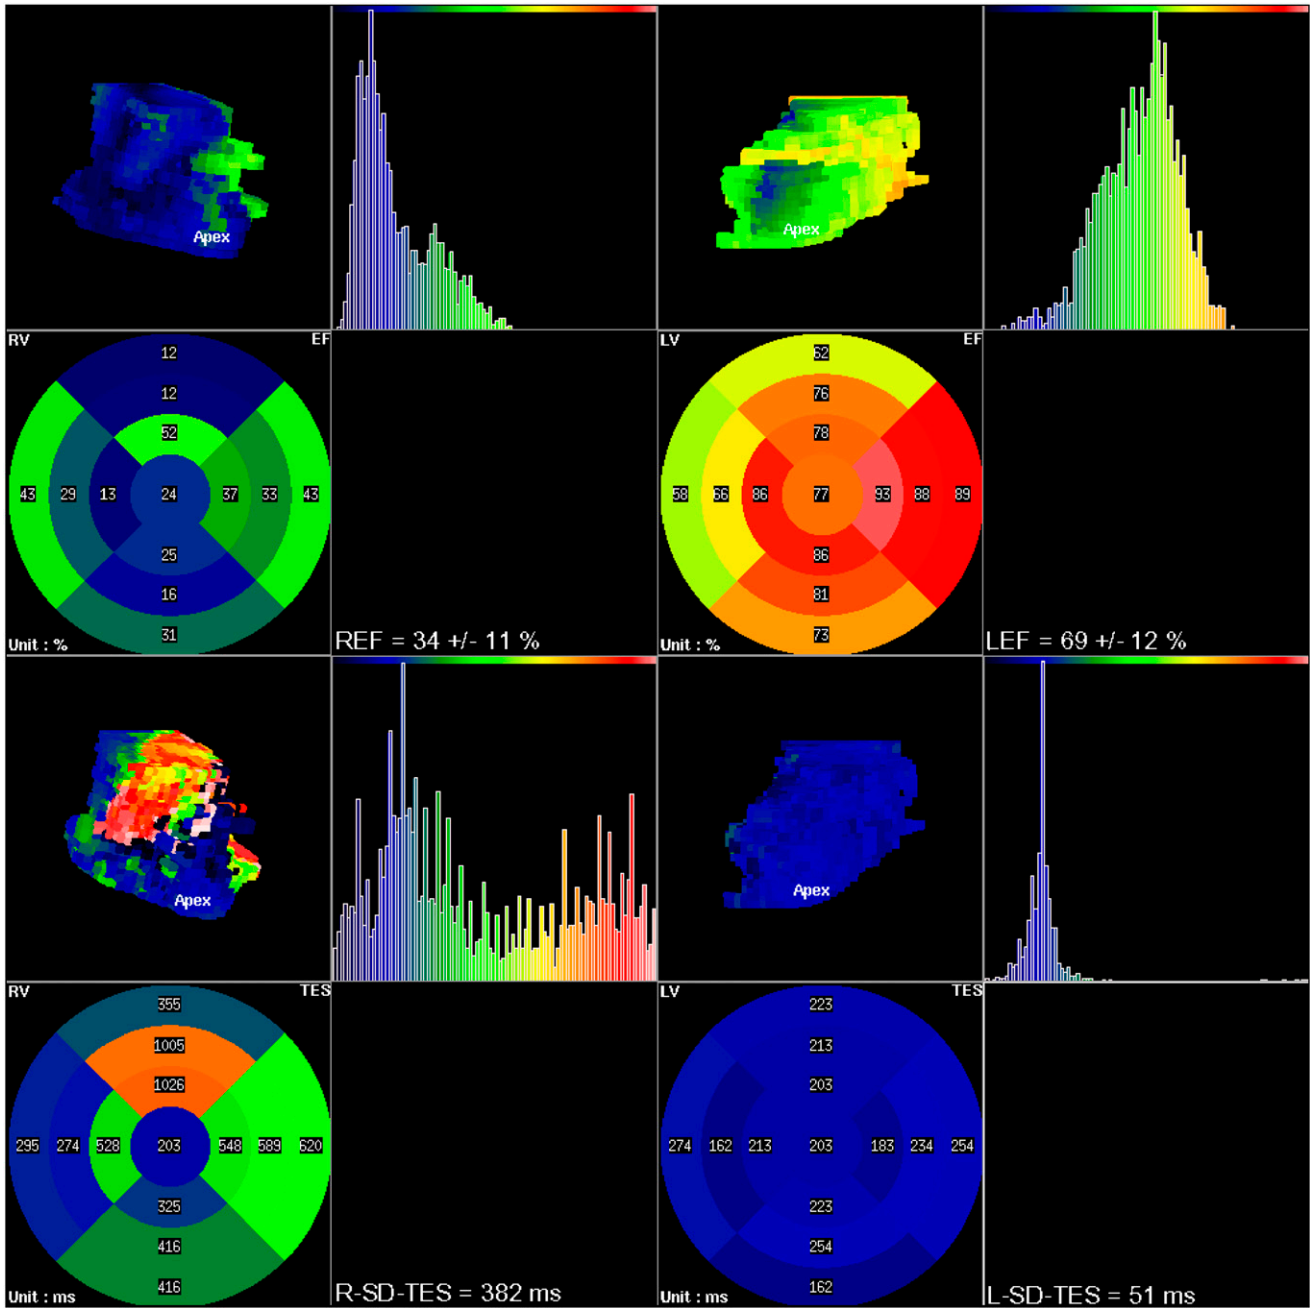 Apex
Apex
RV EF
12
12
52
43 29 13 24 37 33 43
25
16
31
Unit : %
REF = 34 +/- 11 %
LV EF
62
76
78
58 66 86 77 93 88 89
86
81
73
Unit : %
LEF = 69 +/- 12 %
Apex
Apex
RV TES
355
1005
1026
295 274 528 203 548 589 620
325
416
416
Unit : ms
R-SD-TES = 382 ms
LV TES
223
213
203
274 162 213 203 183 234 254
223
254
162
Unit : ms
L-SD-TES = 51 ms